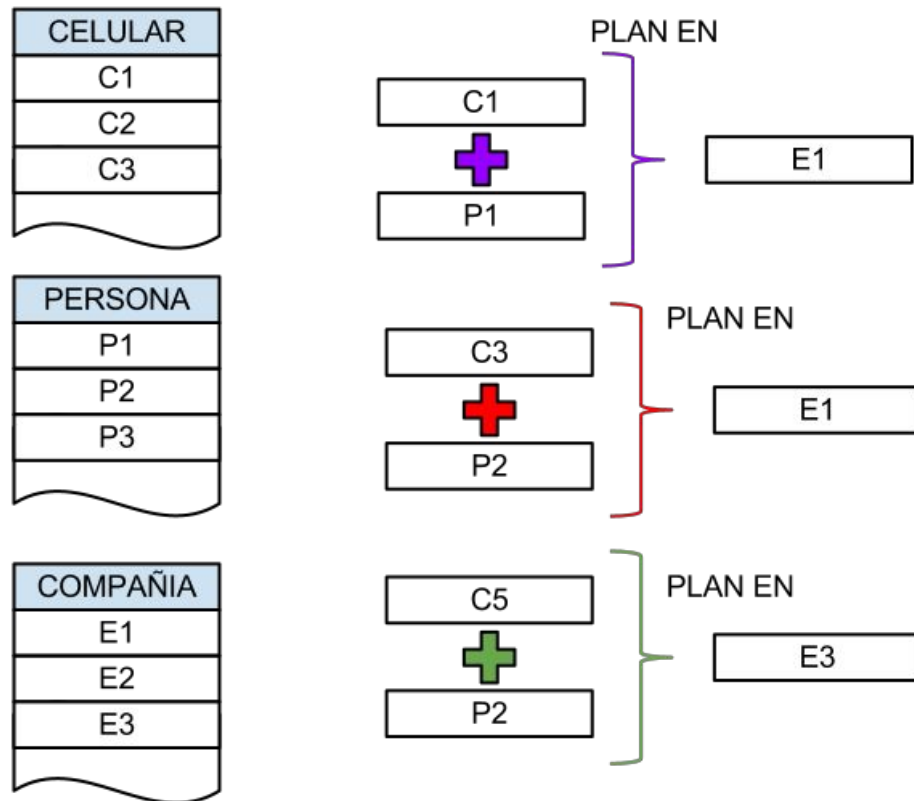 CELULAR
C1
C2
C3
PERSONA
P1
P2
P3
COMPAÑIA
E1
E2
E3
PLAN EN
C1
P1
E1
PLAN EN
C3
P2
E1
PLAN EN
C5
P2
E3